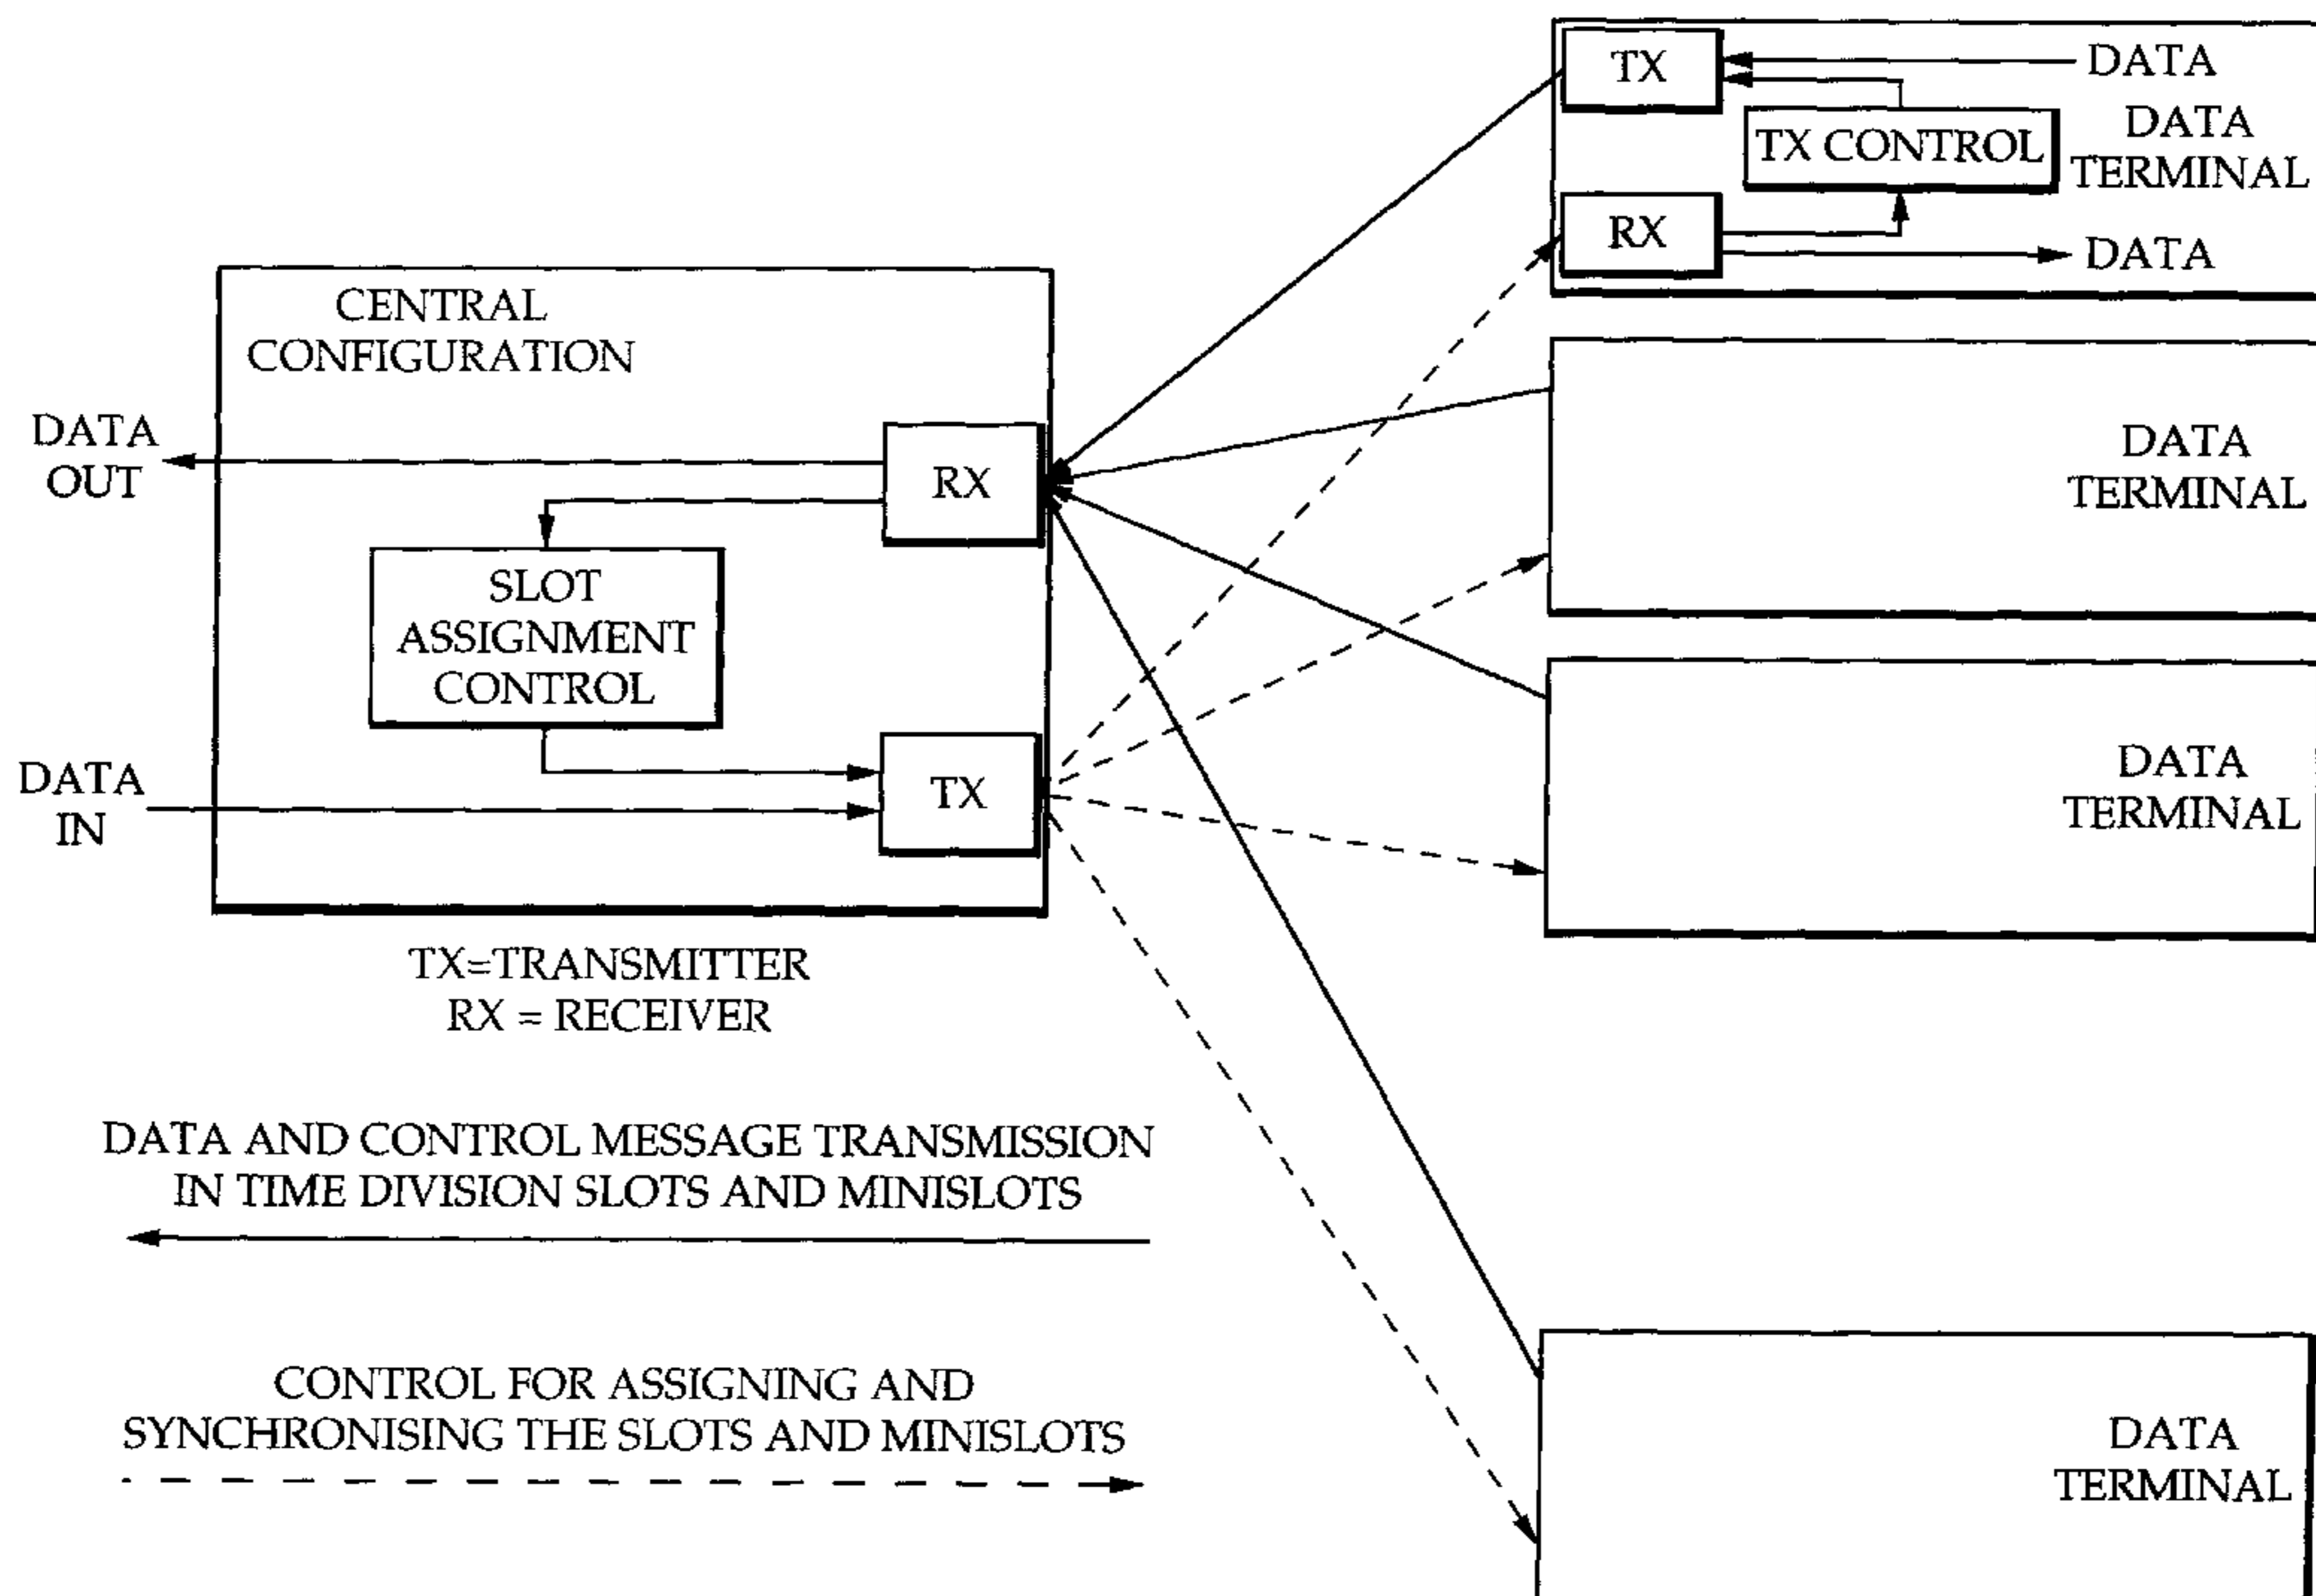 TX
DATA
TX CONTROL
DATA
TERMINAL
RX
DATA
CENTRAL
CONFIGURATION
DATA
OUT
RX
SLOT
ASSIGNMENT
CONTROL
DATA
IN
TX
DATA
TERMINAL
DATA
TERMINAL
TX=TRANSMITTER
RX = RECEIVER
DATA AND CONTROL MESSAGE TRANSMISSION
IN TIME DIVISION SLOTS AND MINISLOTS
CONTROL FOR ASSIGNING AND
SYNCHRONISING THE SLOTS AND MINISLOTS
DATA
TERMINAL